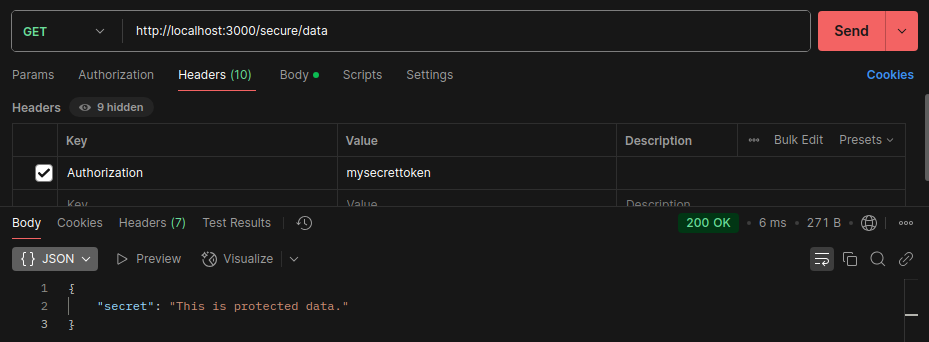 GET http://localhost:3000/secure/data Send
Params Authorization Headers (10) Body Scripts Settings Cookies
Headers 9 hidden
Key Value Description Bulk Edit Presets
Authorization mysecrettoken
Key Value Description
Body Cookies Headers (7) Test Results 200 OK • 6 ms • 271 B •
{} JSON Preview Visualize
1 {
2 "secret": "This is protected data."
3 }